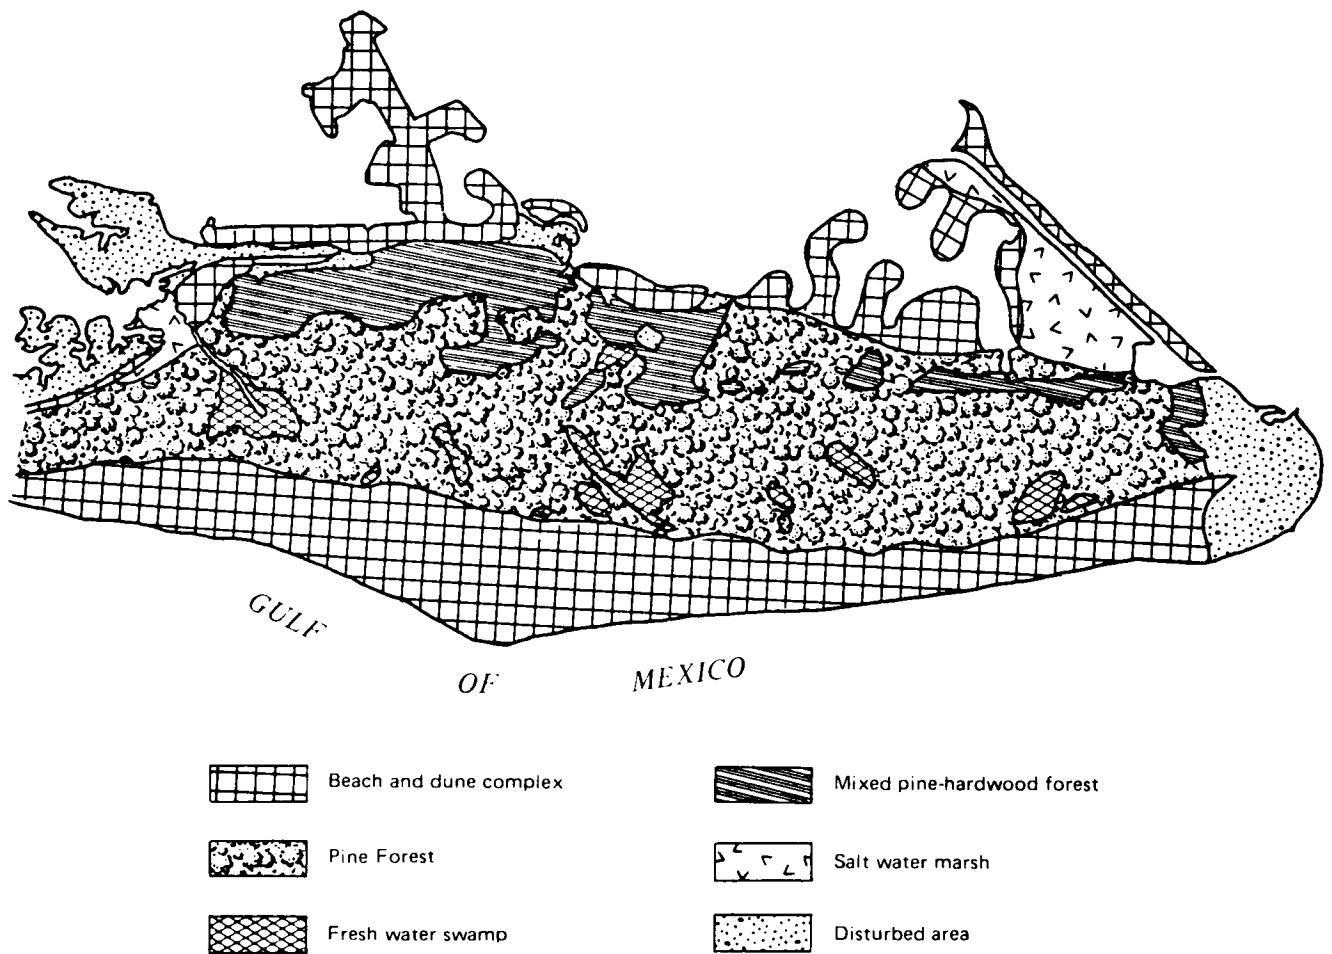 GULF
OF
MEXICO
Beach and dune complex
Mixed pine-hardwood forest
Pine Forest
Salt water marsh
Fresh water swamp
Disturbed area